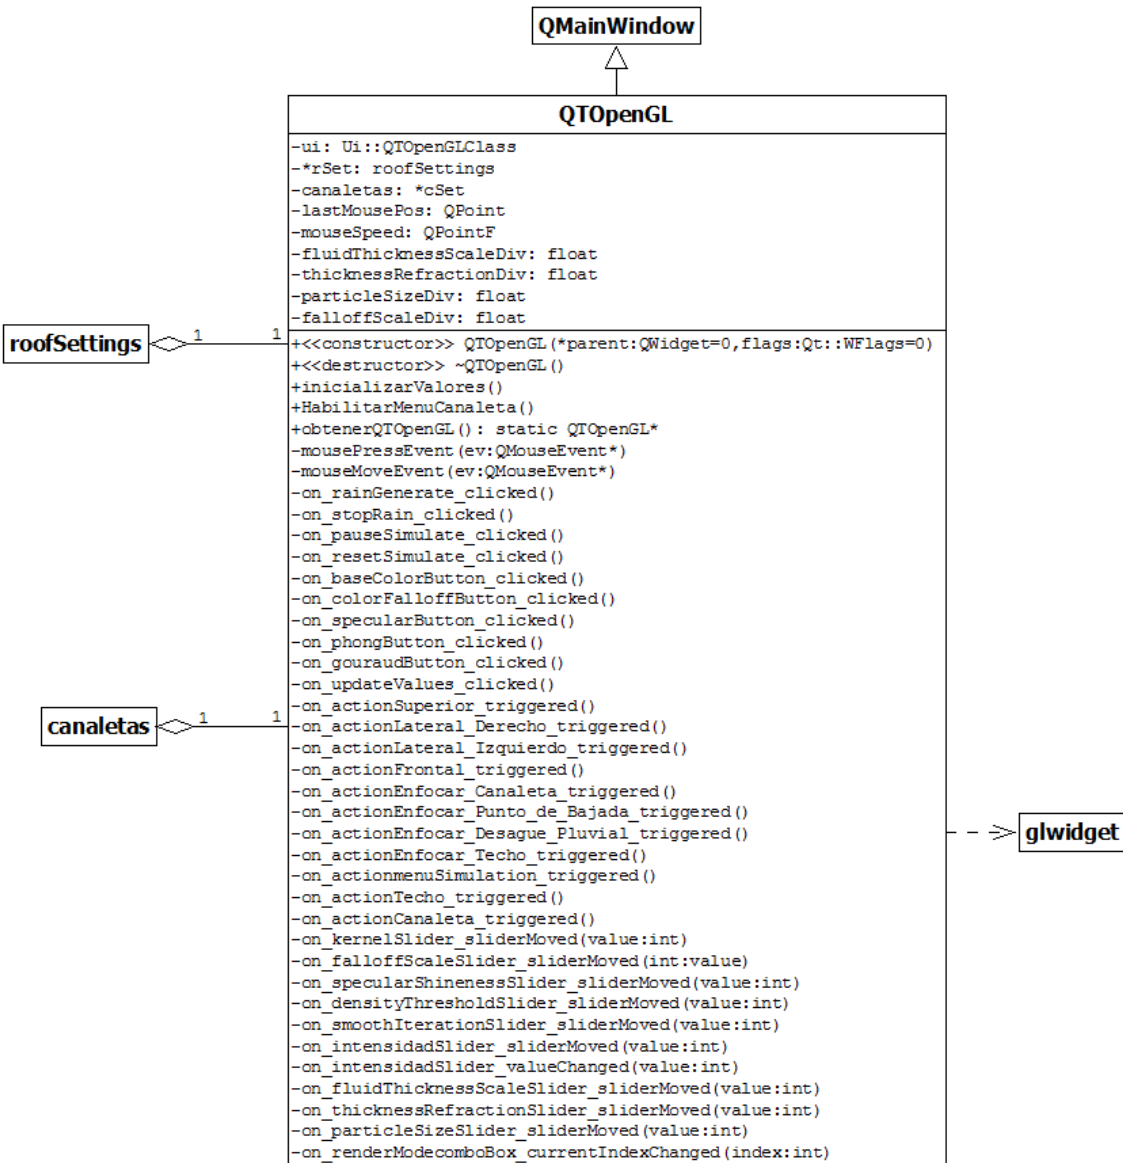 QMainWindow
QTOpenGL
-ui: Ui::QTOpenGLClass
-*rSet: roofSettings
-canaletas: *cSet
-lastMousePos: QPoint
-mouseSpeed: QPointF
-fluidThicknessScaleDiv: float
-thicknessRefractionDiv: float
-particleSizeDiv: float
-falloffScaleDiv: float
roofSettings 1 1
+<<constructor>> QTOpenGL(*parent:QWidget=0,flags:Qt::WFlags=0)
+<<destructor>> ~QTOpenGL()
+inicializarValores()
+HabilitarMenuCanaleta()
+obtenerQTOpenGL(): static QTOpenGL*
-mousePressEvent(ev:QMouseEvent*)
-mouseMoveEvent(ev:QMouseEvent*)
-on_rainGenerate_clicked()
-on_stopRain_clicked()
-on_pauseSimulate_clicked()
-on_resetSimulate_clicked()
-on_baseColorButton_clicked()
-on_colorFalloffButton_clicked()
-on_specularButton_clicked()
-on_phongButton_clicked()
-on_gouraudButton_clicked()
-on_updateValues_clicked()
-on_actionSuperior_triggered()
canaletas 1 1
-on_actionLateral_Derecho_triggered()
-on_actionLateral_Izquierdo_triggered()
-on_actionFrontal_triggered()
-on_actionEnfocar_Canaleta_triggered()
-on_actionEnfocar_Punto_de_Bajada_triggered()
-on_actionEnfocar_Desague_Pluvial_triggered()
glwidget
-on_actionEnfocar_Techo_triggered()
-on_actionmenuSimulation_triggered()
-on_actionTecho_triggered()
-on_actionCanaleta_triggered()
-on_kernelSlider_sliderMoved(value:int)
-on_falloffScaleSlider_sliderMoved(int:value)
-on_specularShinenessSlider_sliderMoved(value:int)
-on_densityThresholdSlider_sliderMoved(value:int)
-on_smoothIterationSlider_sliderMoved(value:int)
-on_intensidadSlider_sliderMoved(value:int)
-on_intensidadSlider_valueChanged(value:int)
-on_fluidThicknessScaleSlider_sliderMoved(value:int)
-on_thicknessRefractionSlider_sliderMoved(value:int)
-on_particleSizeSlider_sliderMoved(value:int)
-on_renderModecomboBox_currentIndexChanged(index:int)